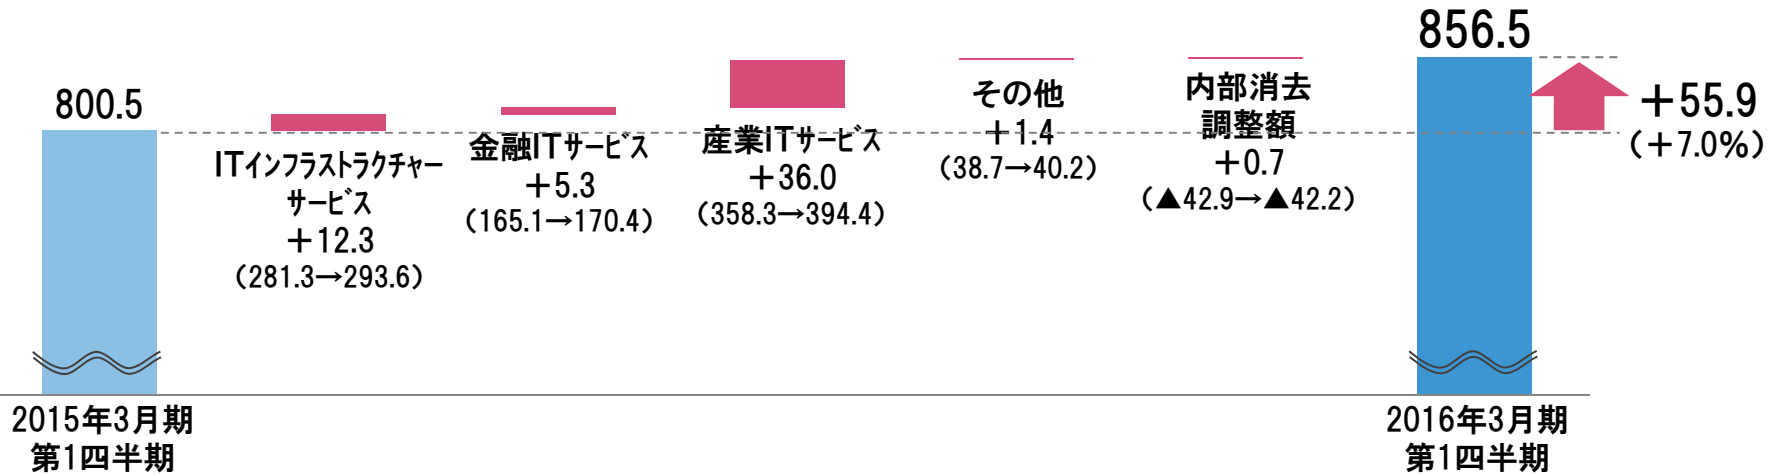 800.5
ITインフラストラクチャー
サービス
＋12.3
（281.3→293.6）
金融ITサービス
＋5.3
（165.1→170.4）
産業ITサービス
＋36.0
（358.3→394.4）
その他
＋1.4
（38.7→40.2）
内部消去
調整額
＋0.7
（▲42.9→▲42.2）
856.5
＋55.9
（＋7.0%）
2015年3月期
第1四半期
2016年3月期
第1四半期